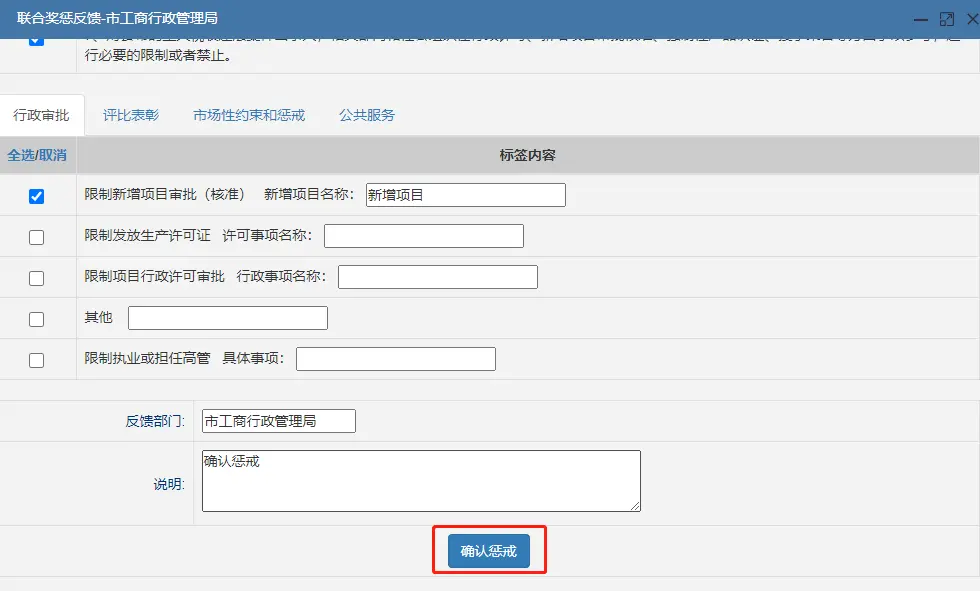 联合奖惩反馈-市工商行政管理局
行必要的限制或者禁止。
行政审批 评比表彰 市场性约束和惩戒 公共服务
全选/取消 标签内容
限制新增项目审批（核准） 新增项目名称： 新增项目
限制发放生产许可证 许可事项名称：
限制项目行政许可审批 行政事项名称：
其他
限制执业或担任高管 具体事项：
反馈部门: 市工商行政管理局
说明: 确认惩戒
确认惩戒